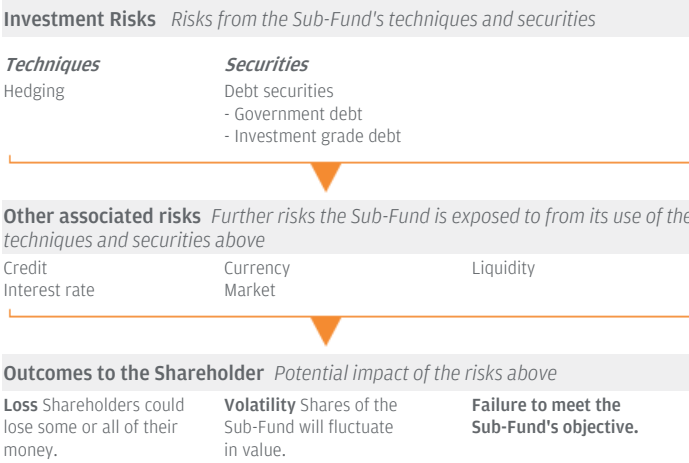 Investment Risks Risks from the Sub-Fund's techniques and securities
Techniques Securities
Hedging Debt securities
- Government debt
- Investment grade debt
Other associated risks Further risks the Sub-Fund is exposed to from its use of the
techniques and securities above
Credit Currency Liquidity
Interest rate Market
Outcomes to the Shareholder Potential impact of the risks above
Loss Shareholders could
lose some or all of their
money.
Volatility Shares of the
Sub-Fund will fluctuate
in value.
Failure to meet the
Sub-Fund's objective.